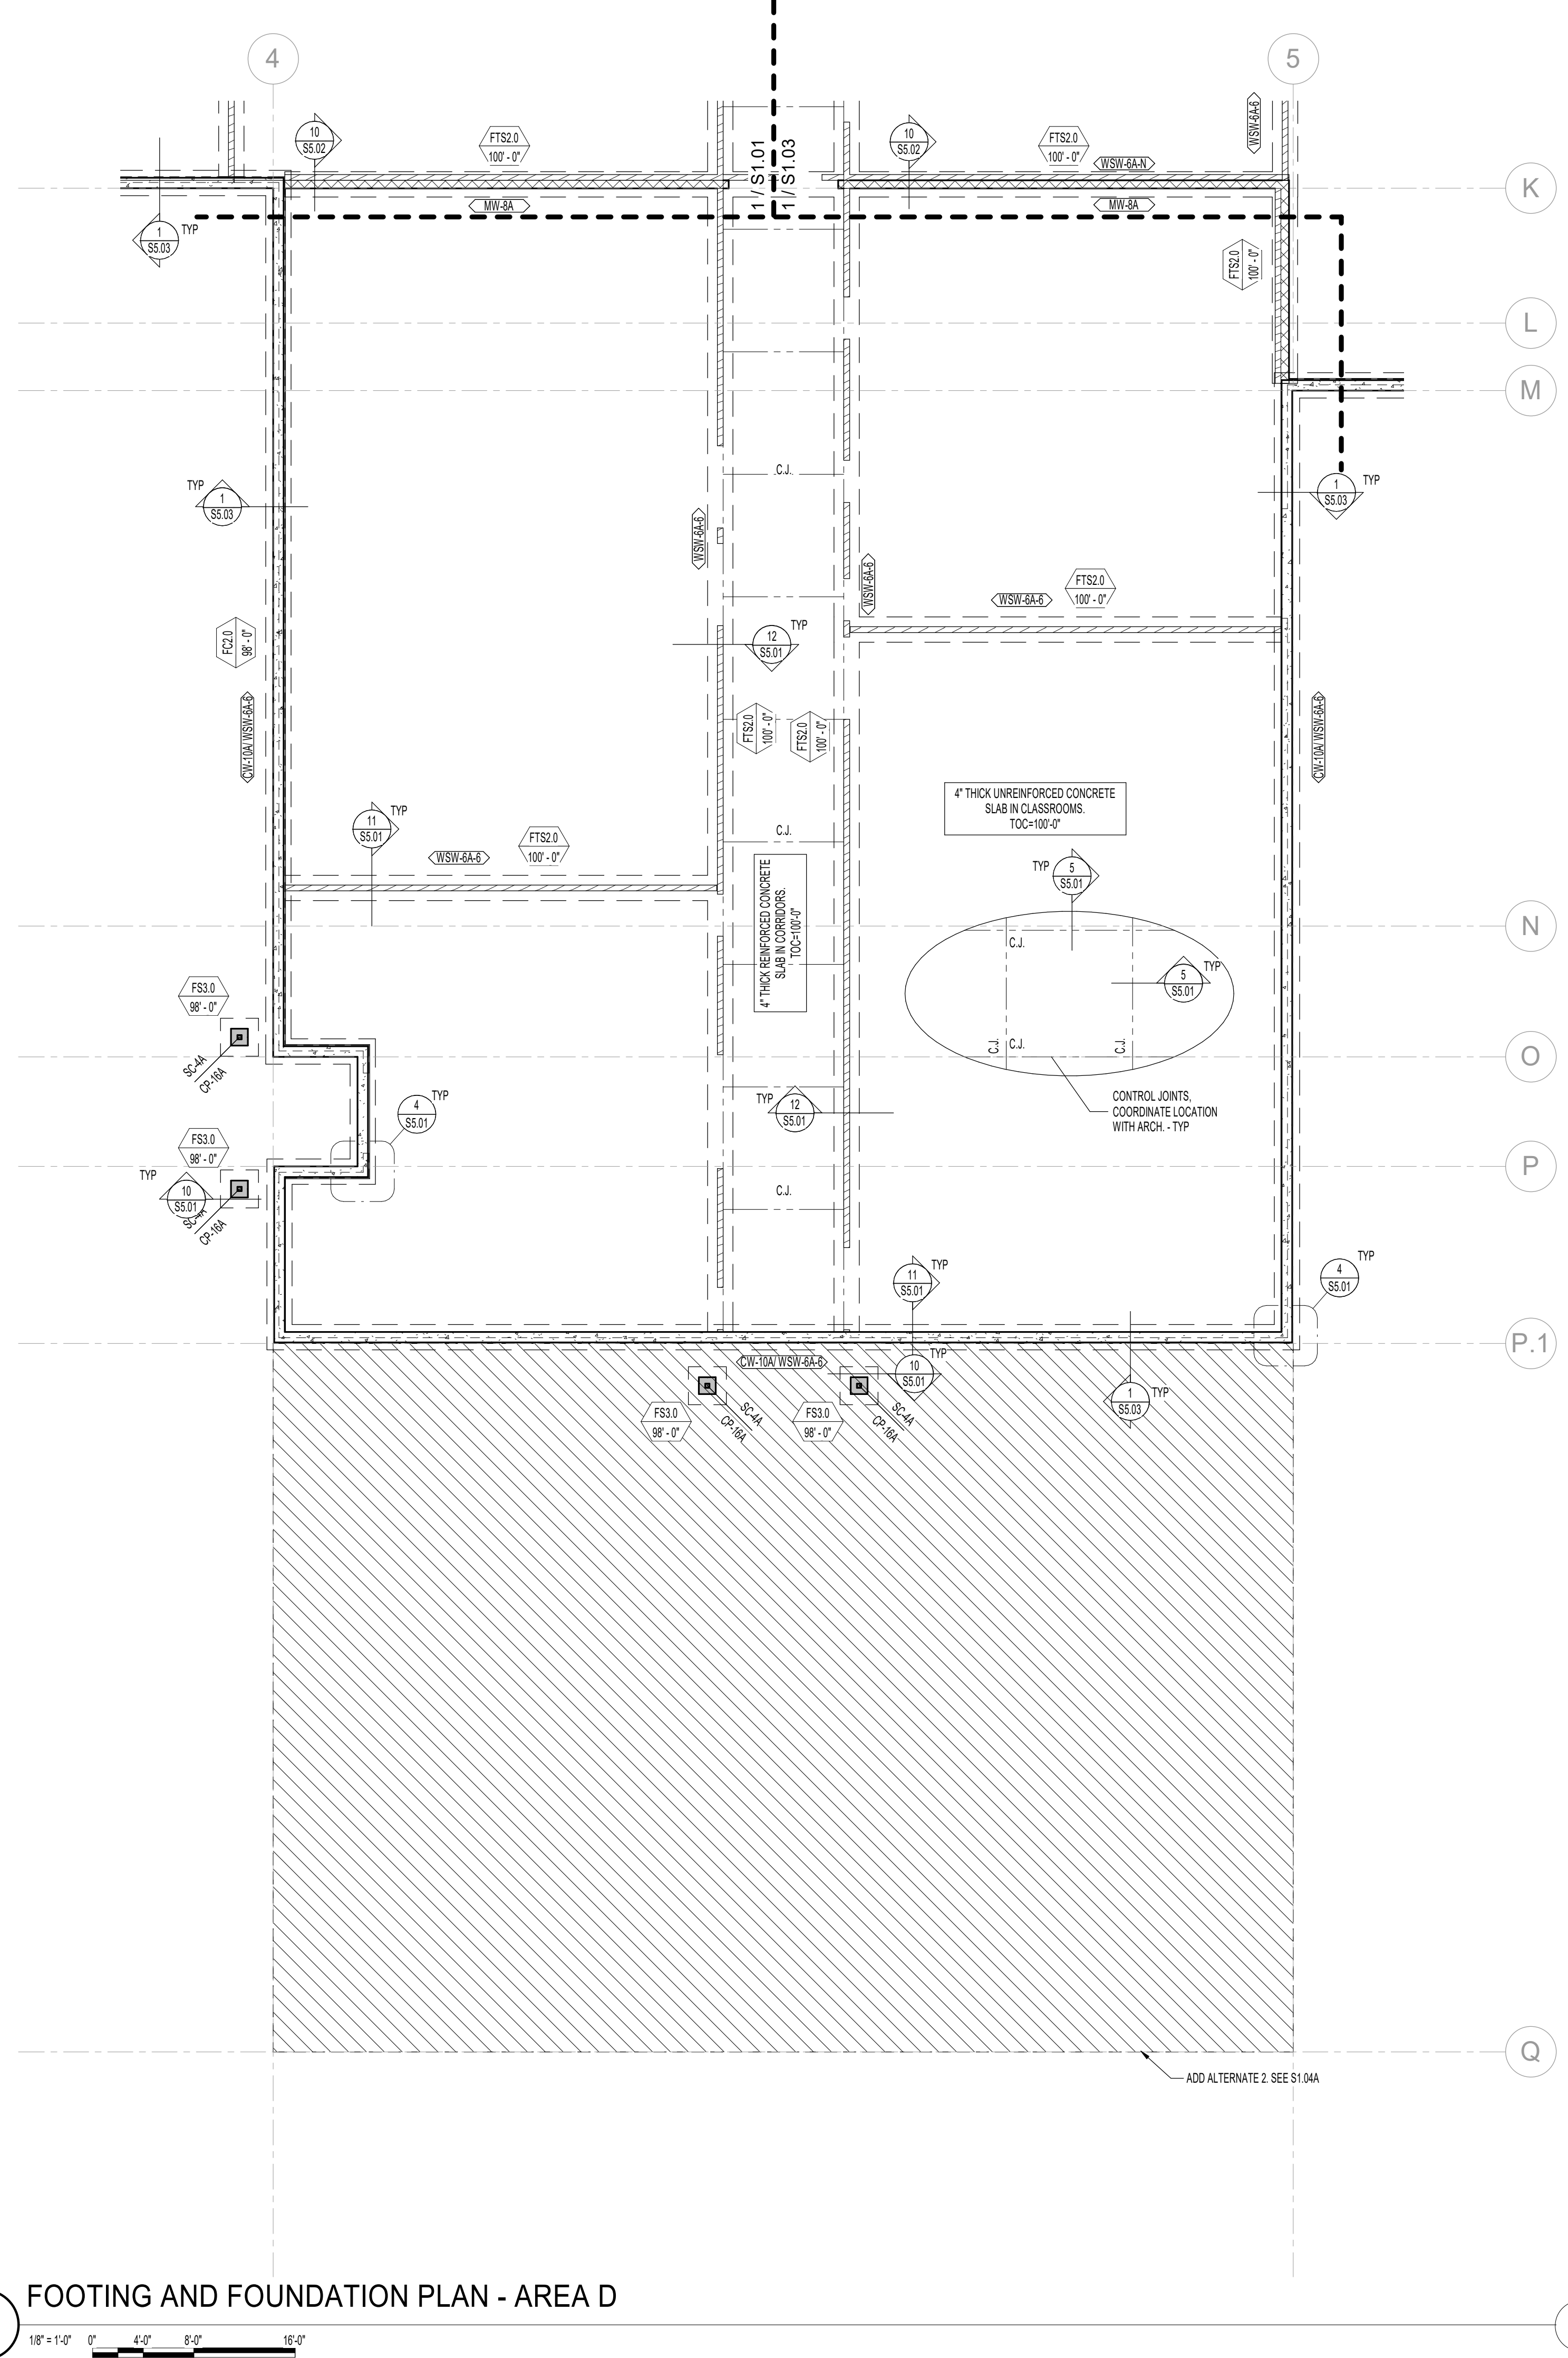 4
5
10
S5.02
FTS2.0
100' - 0"
1 / S1.01
1 / S1.03
10
S5.02
FTS2.0
100' - 0"
WSW-6A-N
WSW-6A-6
K
MW-8A
MW-8A
1
S5.03
TYP
FTS2.0
100' - 0"
L
M
C.J.
TYP
1
S5.03
1
S5.03
TYP
WSW-6A-6
WSW-6A-6
WSW-6A-6
FTS2.0
100' - 0"
FC2.0
98' - 0"
12
S5.01
TYP
CW-10A/ WSW-6A-6
FTS2.0
100' - 0"
FTS2.0
100' - 0"
CW-10A/ WSW-6A-6
4" THICK UNREINFORCED CONCRETE
SLAB IN CLASSROOMS.
TOC=100'-0"
11
S5.01
TYP
C.J.
WSW-6A-6
FTS2.0
100' - 0"
4" THICK REINFORCED CONCRETE
SLAB IN CORRIDORS.
TOC=100'-0"
TYP
5
S5.01
N
C.J.
5
S5.01
TYP
FS3.0
98' - 0"
SC-4A
CP-16A
C.J.
C.J.
C.J.
O
CONTROL JOINTS,
COORDINATE LOCATION
WITH ARCH. - TYP
4
S5.01
TYP
TYP
12
S5.01
FS3.0
98' - 0"
P
TYP
10
S5.01
SC-4A
CP-16A
C.J.
11
S5.01
TYP
4
S5.01
TYP
P.1
CW-10A/ WSW-6A-6
10
S5.01
TYP
1
S5.03
TYP
FS3.0
98' - 0"
SC-4A
CP-16A
FS3.0
98' - 0"
SC-4A
CP-16A
Q
ADD ALTERNATE 2. SEE S1.04A
FOOTING AND FOUNDATION PLAN - AREA D
1/8" = 1'-0"
0"
4'-0"
8'-0"
16'-0"